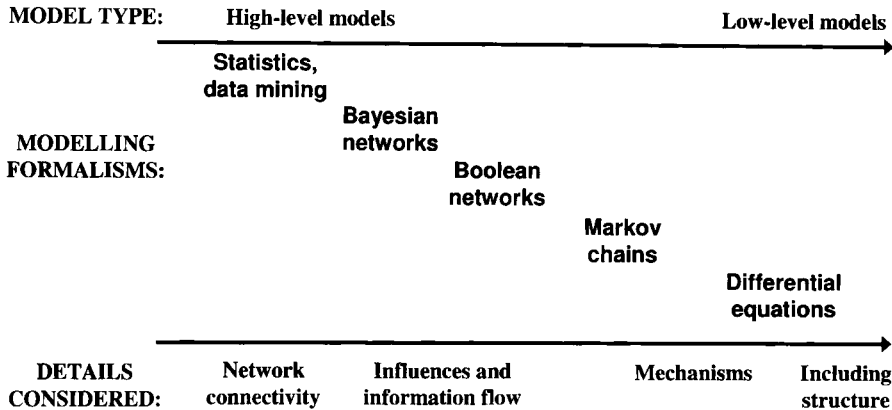 MODEL TYPE: High-level models Low-level models
Statistics,
data mining
Bayesian
networks
MODELLING
FORMALISMS:
Boolean
networks
Markov
chains
Differential
equations
DETAILS
CONSIDERED:
Network
connectivity
Influences and
information flow
Mechanisms
Including
structure